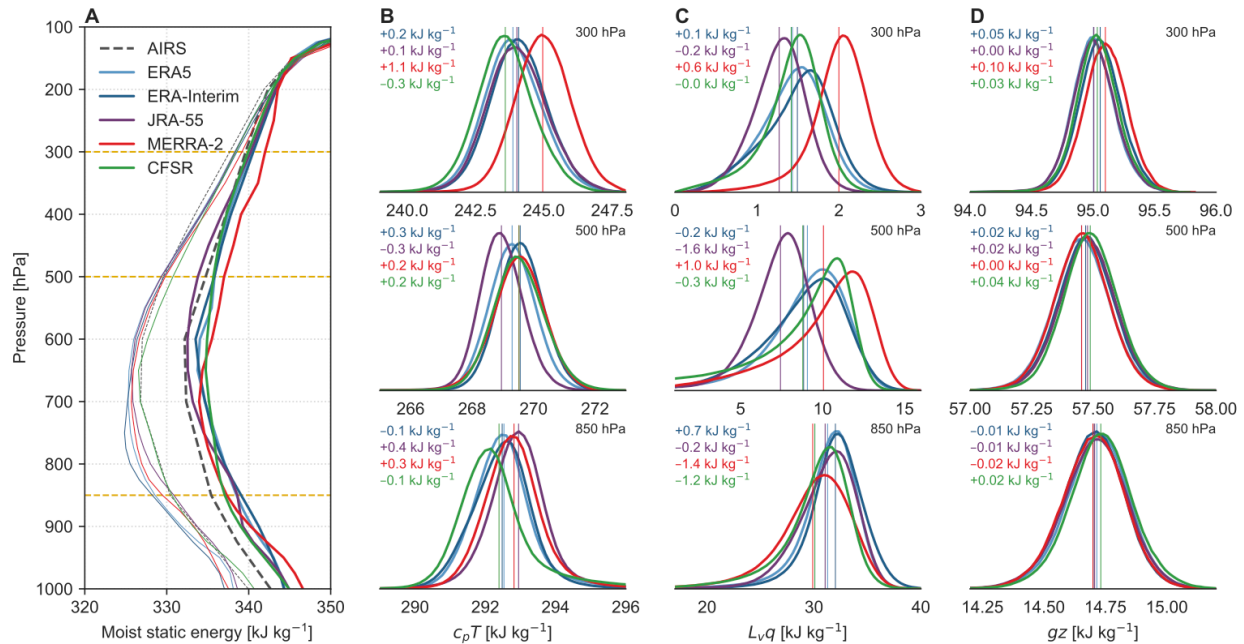 A
B
C
D
100
200
300
400
500
600
700
800
900
1000
Pressure [hPa]
320
330
340
350
Moist static energy [kJ kg⁻¹]
AIRS
ERA5
ERA-Interim
JRA-55
MERRA-2
CFSR
+0.2 kJ kg⁻¹
+0.1 kJ kg⁻¹
+1.1 kJ kg⁻¹
−0.3 kJ kg⁻¹
300 hPa
240.0 242.5 245.0 247.5
+0.3 kJ kg⁻¹
−0.3 kJ kg⁻¹
+0.2 kJ kg⁻¹
+0.2 kJ kg⁻¹
500 hPa
266 268 270 272
−0.1 kJ kg⁻¹
+0.4 kJ kg⁻¹
+0.3 kJ kg⁻¹
−0.1 kJ kg⁻¹
850 hPa
290 292 294 296
cₚT [kJ kg⁻¹]
+0.1 kJ kg⁻¹
−0.2 kJ kg⁻¹
+0.6 kJ kg⁻¹
−0.0 kJ kg⁻¹
300 hPa
0 1 2 3
−0.2 kJ kg⁻¹
−1.6 kJ kg⁻¹
+1.0 kJ kg⁻¹
−0.3 kJ kg⁻¹
500 hPa
5 10 15
+0.7 kJ kg⁻¹
−0.2 kJ kg⁻¹
−1.4 kJ kg⁻¹
−1.2 kJ kg⁻¹
850 hPa
20 30 40
Lᵥq [kJ kg⁻¹]
+0.05 kJ kg⁻¹
+0.00 kJ kg⁻¹
+0.10 kJ kg⁻¹
+0.03 kJ kg⁻¹
300 hPa
94.0 94.5 95.0 95.5 96.0
+0.02 kJ kg⁻¹
+0.02 kJ kg⁻¹
+0.00 kJ kg⁻¹
+0.04 kJ kg⁻¹
500 hPa
57.00 57.25 57.50 57.75 58.00
−0.01 kJ kg⁻¹
−0.01 kJ kg⁻¹
−0.02 kJ kg⁻¹
+0.02 kJ kg⁻¹
850 hPa
14.25 14.50 14.75 15.00
gz [kJ kg⁻¹]